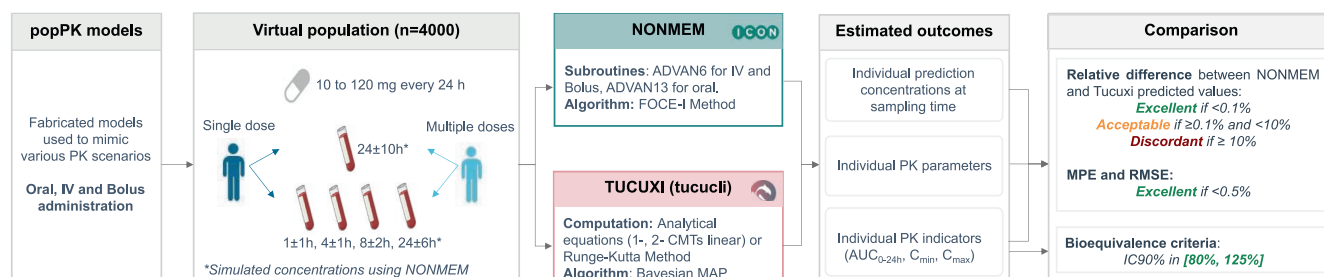 popPK models
Fabricated models
used to mimic
various PK scenarios
Oral, IV and Bolus
administration
Virtual population (n=4000)
10 to 120 mg every 24 h
Single dose
Multiple doses
24±10h*
1±1h, 4±1h, 8±2h, 24±6h*
*Simulated concentrations using NONMEM
NONMEM
ICON
Subroutines: ADVAN6 for IV and
Bolus, ADVAN13 for oral.
Algorithm: FOCE-I Method
TUCUXI (tucucli)
Computation: Analytical
equations (1-, 2- CMTs linear) or
Runge-Kutta Method
Algorithm: Bayesian MAP
Estimated outcomes
Individual prediction
concentrations at
sampling time
Individual PK parameters
Individual PK indicators
(AUC0-24h, Cmin, Cmax)
Comparison
Relative difference between NONMEM
and Tucuxi predicted values:
Excellent if <0.1%
Acceptable if ≥0.1% and <10%
Discordant if ≥ 10%
MPE and RMSE:
Excellent if <0.5%
Bioequivalence criteria:
IC90% in [80%, 125%]